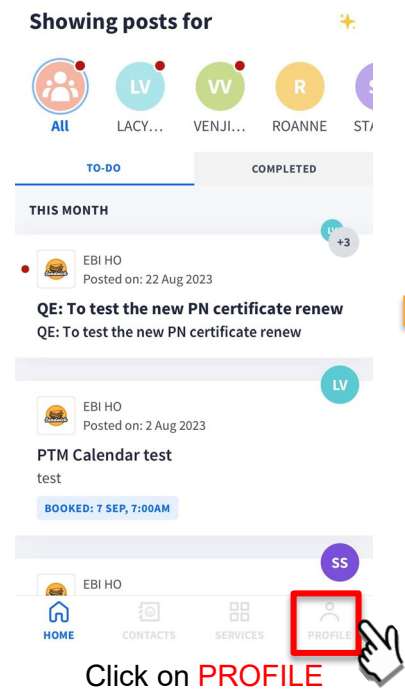 Showing posts for
LV VV R
All LACY... VENJI... ROANNE STA
TO-DO COMPLETED
THIS MONTH
+3
EBI HO
Posted on: 22 Aug 2023
QE: To test the new PN certificate renew
QE: To test the new PN certificate renew
LV
EBI HO
Posted on: 2 Aug 2023
PTM Calendar test
test
BOOKED: 7 SEP, 7:00AM
SS
EBI HO
HOME CONTACTS SERVICES PROFILE
Click on PROFILE